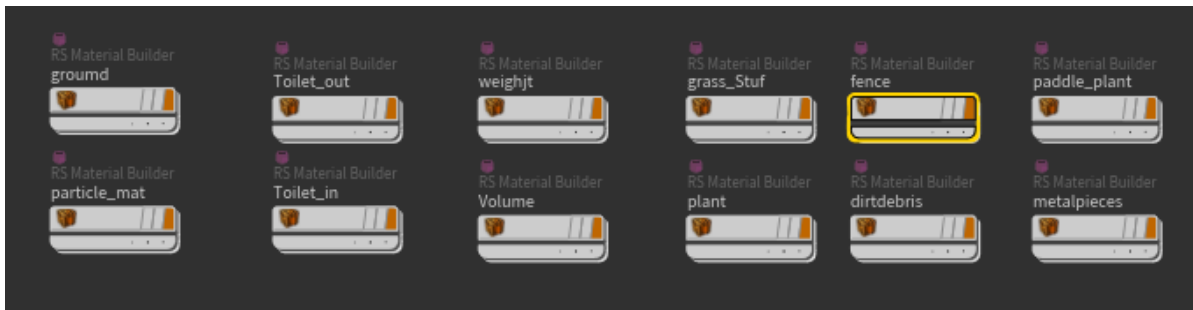 RS Material Builder
groumd
RS Material Builder
Toilet_out
RS Material Builder
weighjt
RS Material Builder
grass_Stuf
RS Material Builder
fence
RS Material Builder
paddle_plant
RS Material Builder
particle_mat
RS Material Builder
Toilet_in
RS Material Builder
Volume
RS Material Builder
plant
RS Material Builder
dirtdebris
RS Material Builder
metalpieces